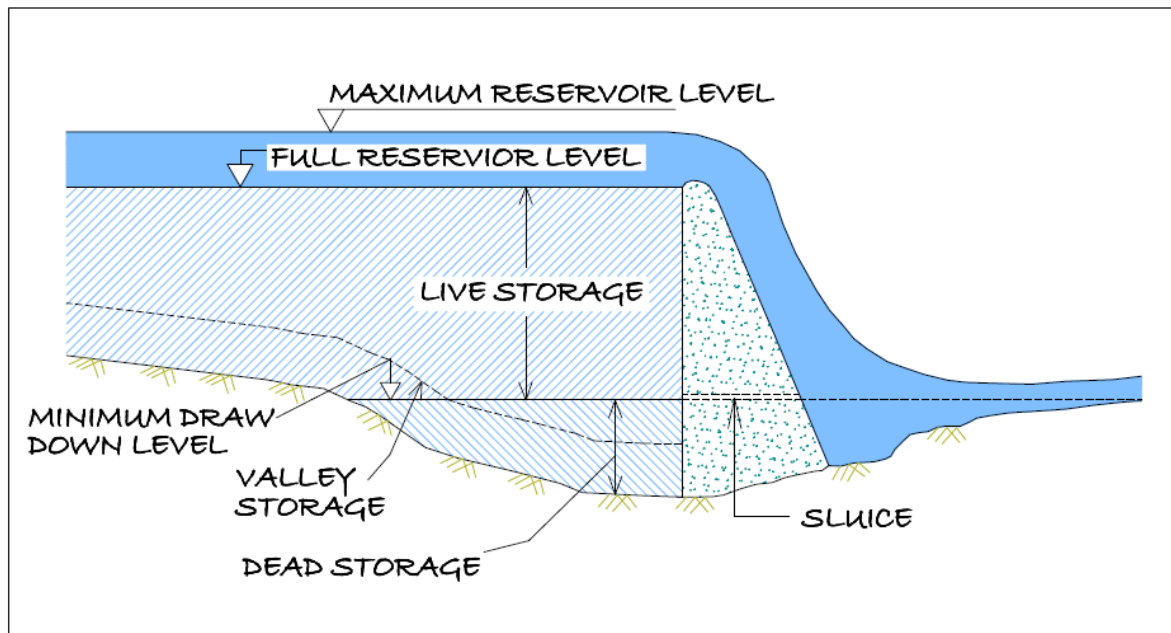 MAXIMUM RESERVOIR LEVEL
FULL RESERVIOR LEVEL
LIVE STORAGE
MINIMUM DRAW
DOWN LEVEL
VALLEY
STORAGE
SLUICE
DEAD STORAGE